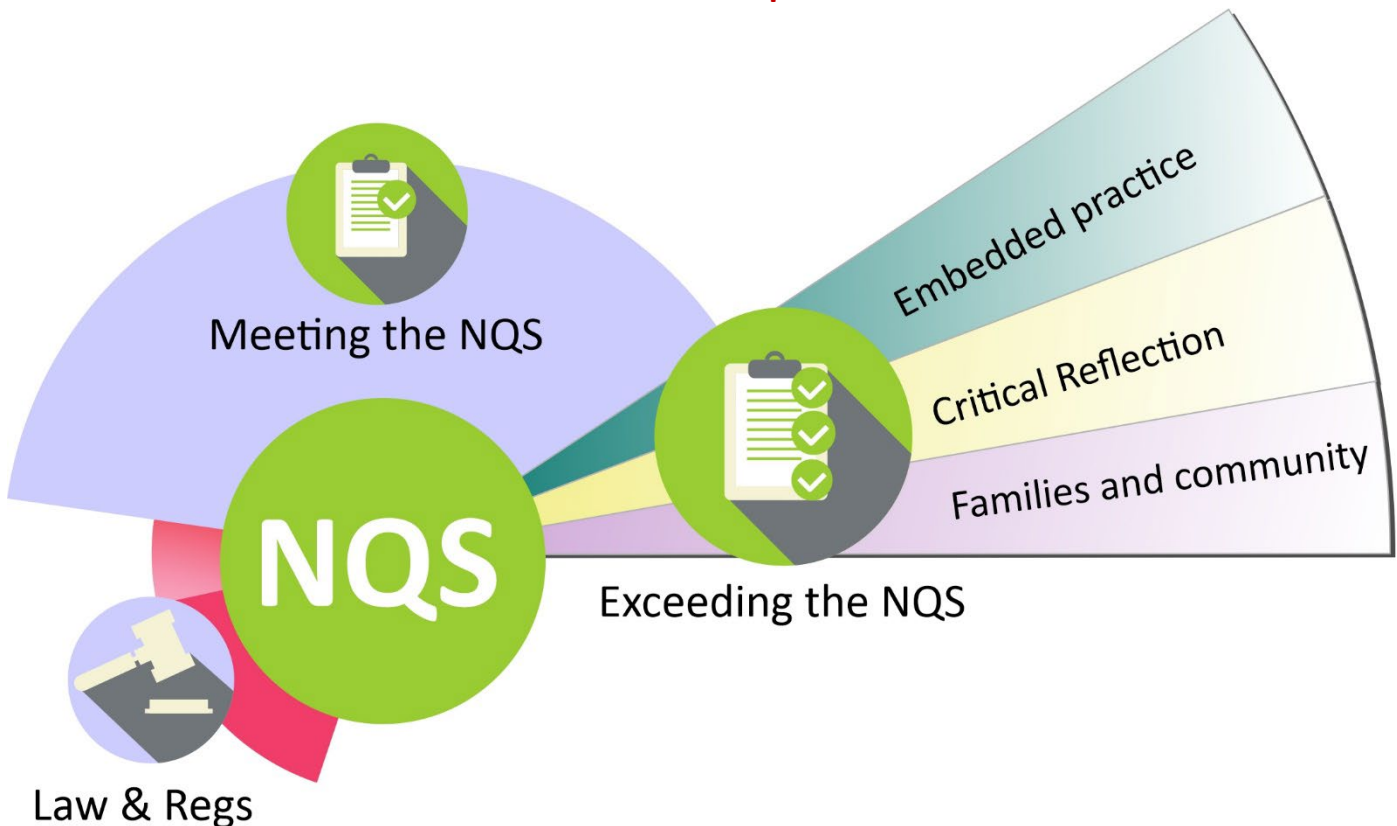 Meeting the NQS
Embedded practice
Critical Reflection
Families and community
NQS
Exceeding the NQS
Law & Regs